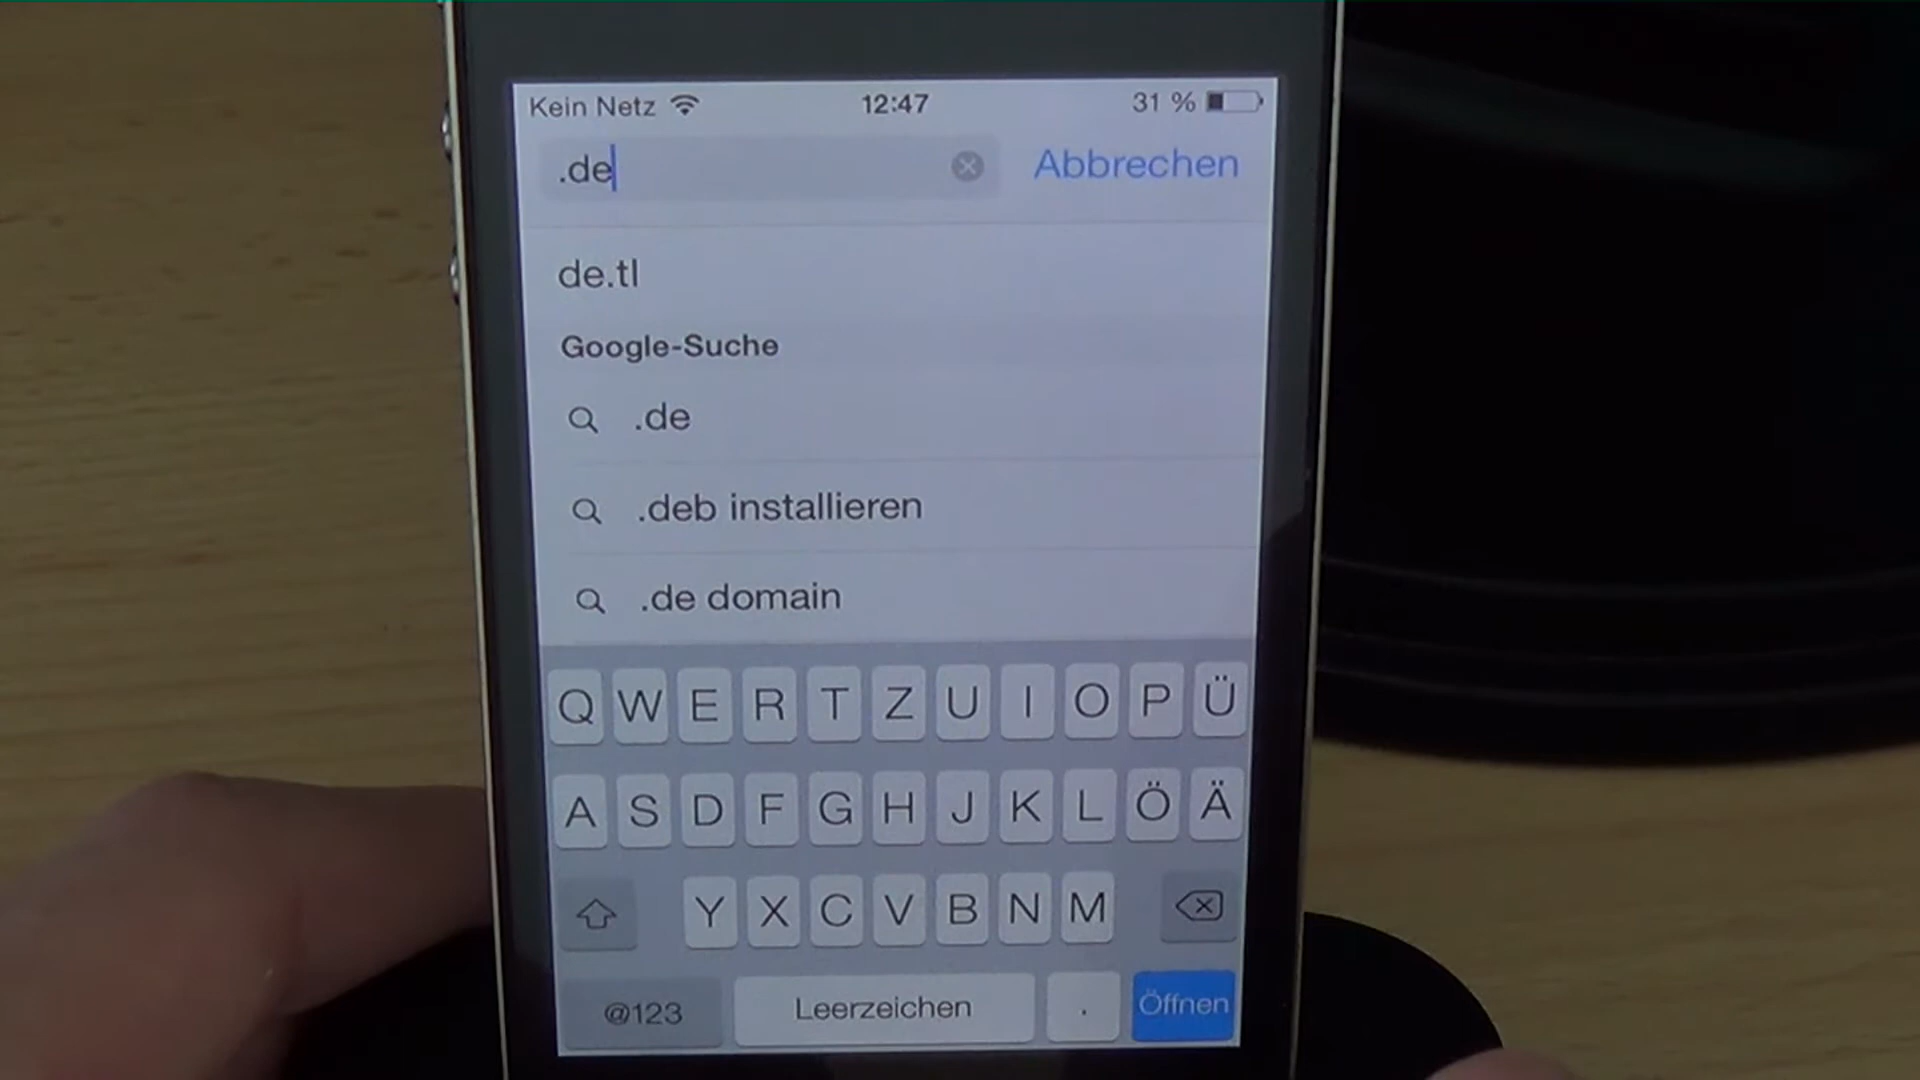 Kein Netz 12:47 31 %
.de Abbrechen
de.tl
Google-Suche
.de
.deb installieren
.de domain
Q W E R T Z U I O P Ü
A S D F G H J K L Ö Ä
Y X C V B N M
@123 Leerzeichen . Öffnen